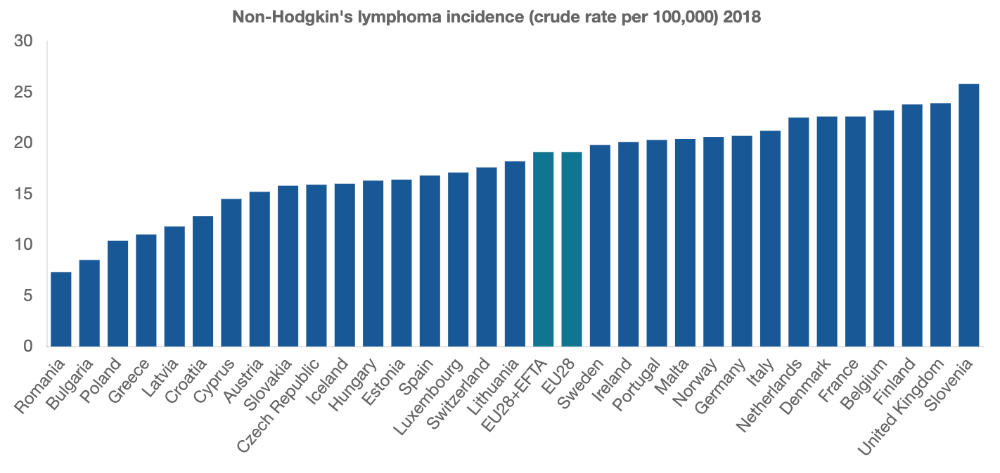 Non-Hodgkin's lymphoma incidence (crude rate per 100,000) 2018
30
25
20
15
10
5
0
Romania
Bulgaria
Poland
Greece
Latvia
Croatia
Cyprus
Austria
Slovakia
Czech Republic
Iceland
Hungary
Estonia
Spain
Luxembourg
Switzerland
Lithuania
EU28+EFTA
EU28
Sweden
Ireland
Portugal
Malta
Norway
Germany
Italy
Netherlands
Denmark
France
Belgium
Finland
United Kingdom
Slovenia